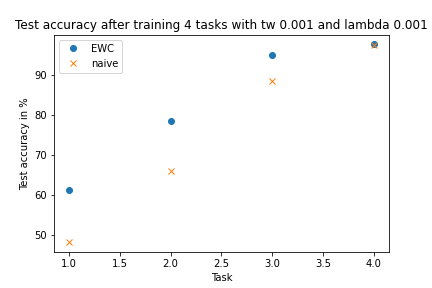 Test accuracy after training 4 tasks with tw 0.001 and lambda 0.001
EWC
naive
Test accuracy in %
90
80
70
60
50
1.0 1.5 2.0 2.5 3.0 3.5 4.0
Task